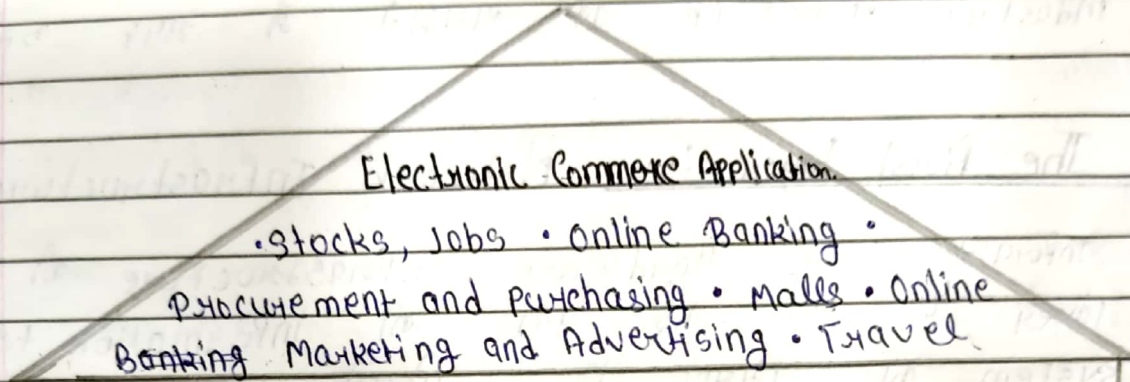 Electronic Commerce Application.
• Stocks, Jobs • Online Banking •
Procurement and purchasing • Malls • Online
Marketing and Advertising • Travel.